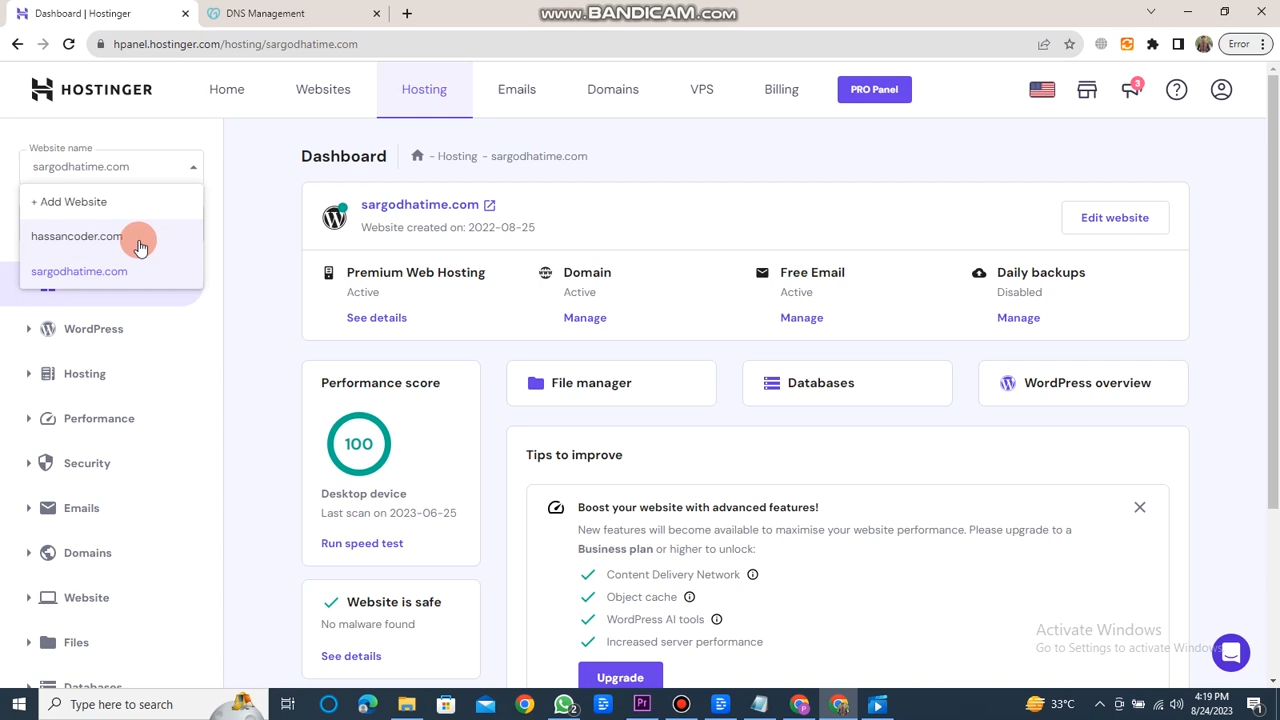 Dashboard | Hostinger
DNS Management
www.BANDICAM.com
hpanel.hostinger.com/hosting/sargodhatime.com
Error
HOSTINGER
Home
Websites
Hosting
Emails
Domains
VPS
Billing
PRO Panel
3
Website name
sargodhatime.com
+ Add Website
hassancoder.com
sargodhatime.com
WordPress
Hosting
Performance
Security
Emails
Domains
Website
Files
Databases
Dashboard
- Hosting - sargodhatime.com
sargodhatime.com
Website created on: 2022-08-25
Edit website
Premium Web Hosting
Active
See details
Domain
Active
Manage
Free Email
Active
Manage
Daily backups
Disabled
Manage
Performance score
100
Desktop device
Last scan on 2023-06-25
Run speed test
File manager
Databases
WordPress overview
Tips to improve
Boost your website with advanced features!
New features will become available to maximise your website performance. Please upgrade to a
Business plan or higher to unlock:
Content Delivery Network
Object cache
WordPress AI tools
Increased server performance
Upgrade
Website is safe
No malware found
See details
Activate Windows
Go to Settings to activate Windows
Type here to search
2
Pr
33°C
4:19 PM
8/24/2023